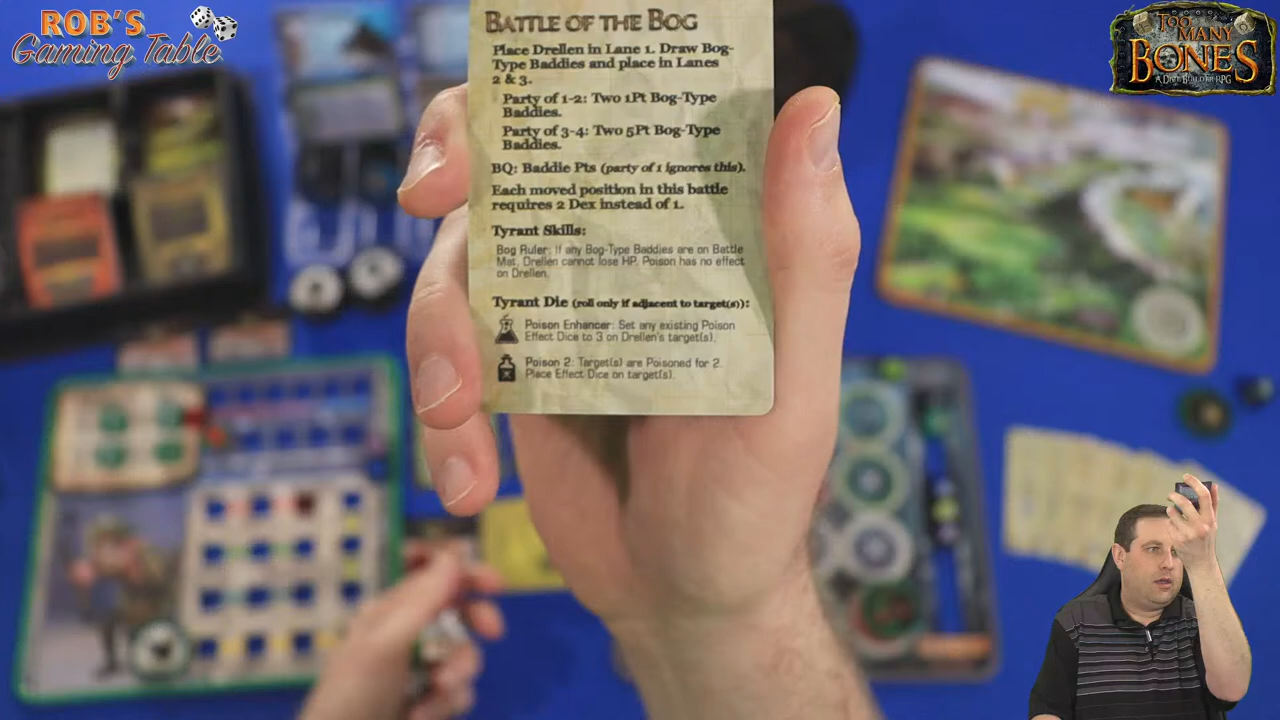 ROB'S
Gaming Table
TOO
MANY
BONES
A DICE BUILDER RPG
BATTLE OF THE BOG
Place Drellen in Lane 1. Draw Bog-
Type Baddies and place in Lanes
2 & 3.
Party of 1-2: Two 1Pt Bog-Type
Baddies.
Party of 3-4: Two 5Pt Bog-Type
Baddies.
BQ: Baddie Pts (party of 1 ignores this).
Each moved position in this battle
requires 2 Dex instead of 1.
Tyrant Skills:
Bog Ruler: If any Bog-Type Baddies are on Battle
Mat, Drellen cannot lose HP. Poison has no effect
on Drellen.
Tyrant Die (roll only if adjacent to target(s)):
Poison Enhancer: Set any existing Poison
Effect Dice to 3 on Drellen's target(s).
Poison 2: Target(s) are Poisoned for 2.
Place Effect Dice on target(s).